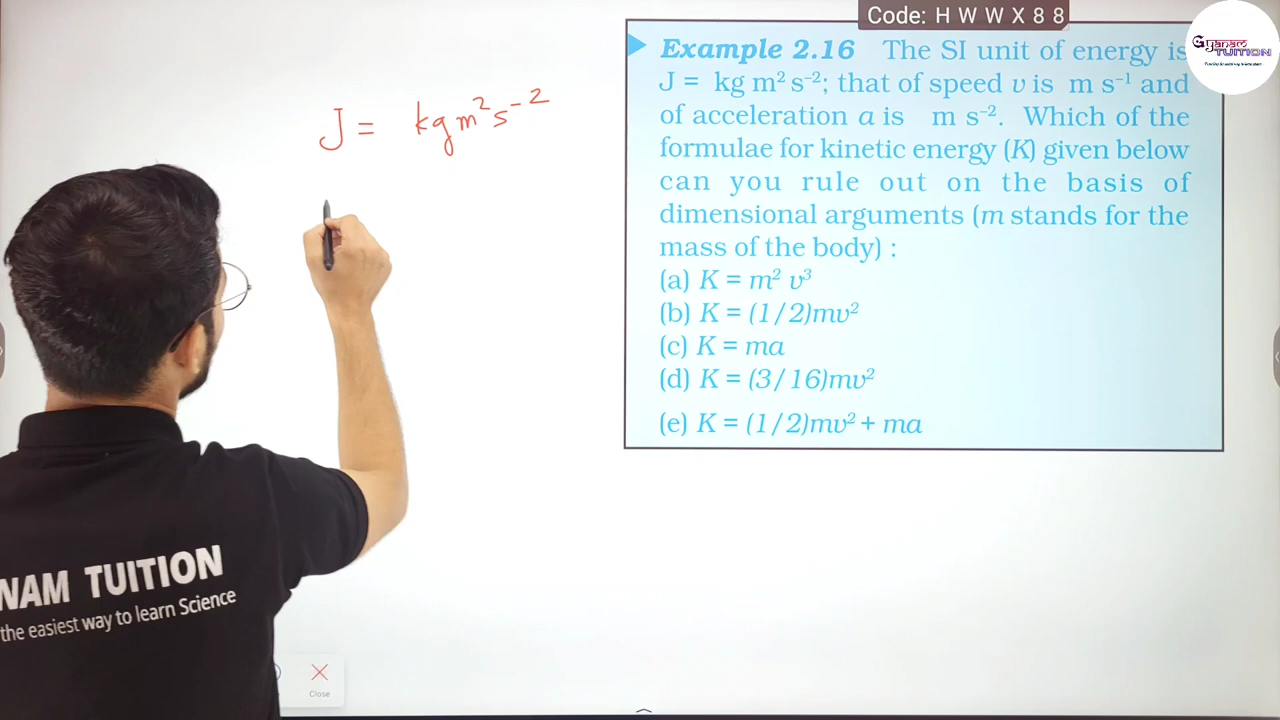 Code: H W W X 8 8
Gyanam
TUITION
J = kg m² s⁻²
Example 2.16 The SI unit of energy is
J = kg m² s⁻²; that of speed v is m s⁻¹ and
of acceleration a is m s⁻². Which of the
formulae for kinetic energy (K) given below
can you rule out on the basis of
dimensional arguments (m stands for the
mass of the body) :
(a) K = m² v³
(b) K = (1/2)mv²
(c) K = ma
(d) K = (3/16)mv²
(e) K = (1/2)mv² + ma
NAM TUITION
the easiest way to learn Science
Close